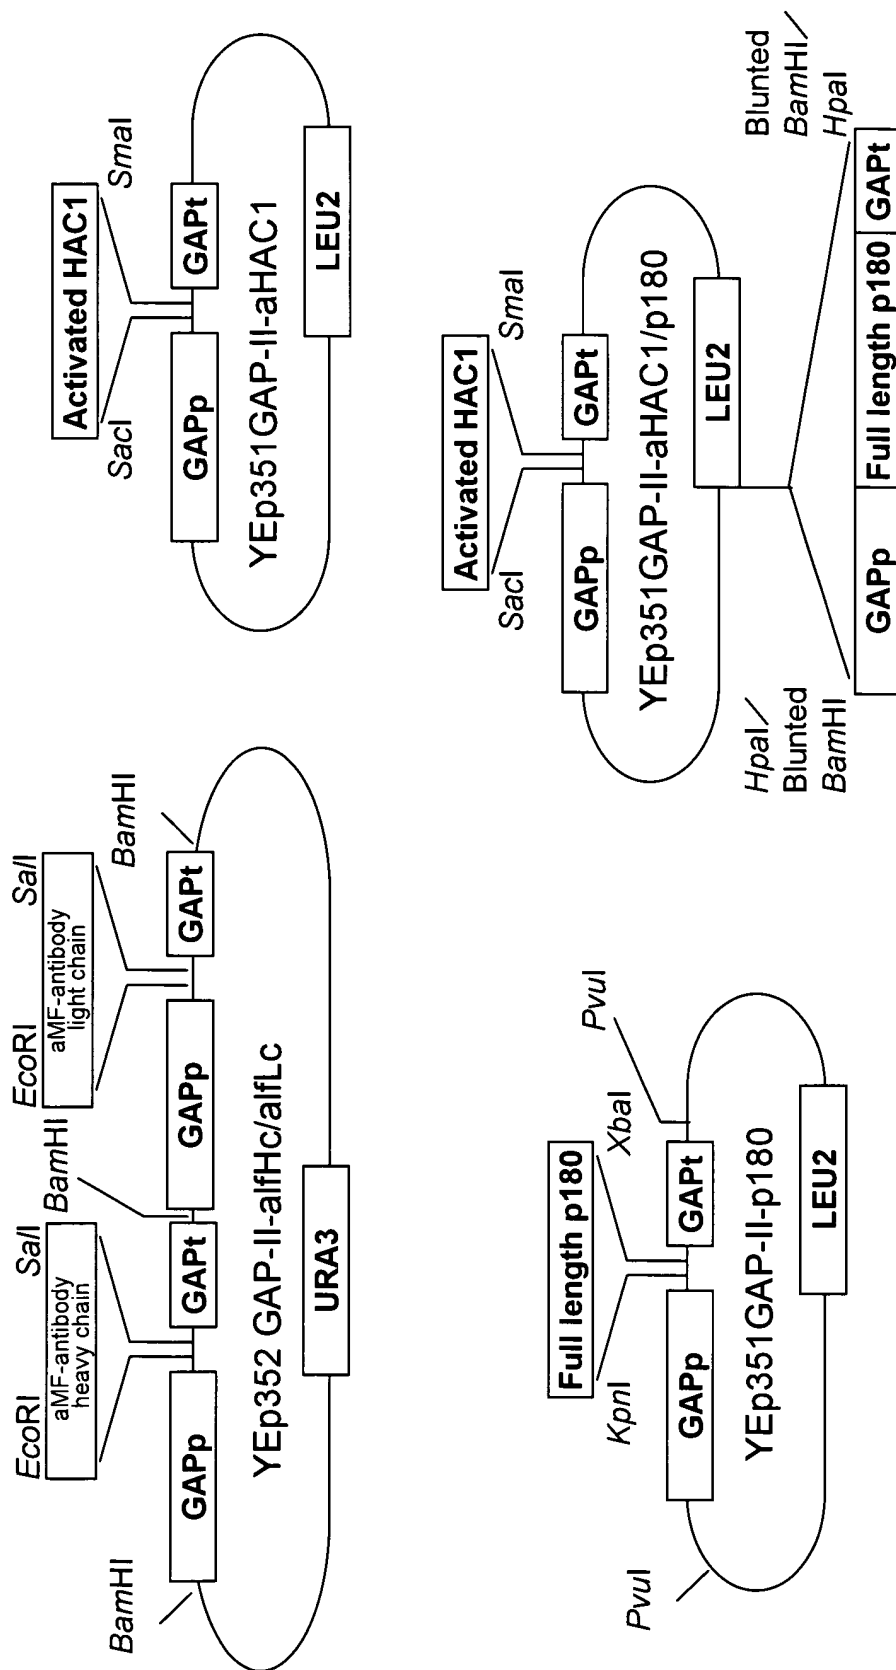 EcoRI SalI
aMF-antibody
heavy chain
BamHI
BamHI
GAPp
GAPt
EcoRI SalI
aMF-antibody
light chain
BamHI
GAPp
GAPt
YEp352 GAP-II-alfHc/alfLc
URA3
Activated HAC1
SacI
SmaI
GAPp
GAPt
YEp351GAP-II-aHAC1
LEU2
Full length p180
KpnI
XbaI
PvuI
PvuI
GAPp
GAPt
YEp351GAP-II-p180
LEU2
Activated HAC1
SacI
SmaI
GAPp
GAPt
YEp351GAP-II-aHAC1/p180
LEU2
HpaI/
Blunted
BamHI
Blunted
BamHI/
HpaI
GAPp
Full length p180
GAPt